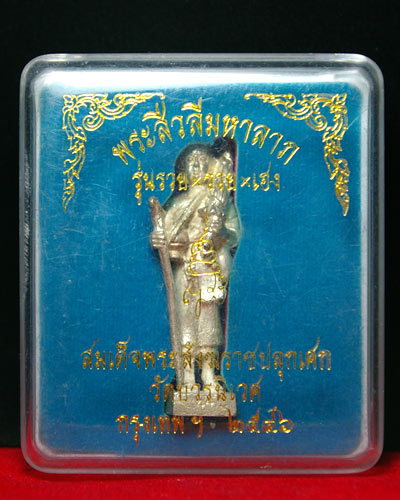 พระสิวลีมหาลาภ
รุ่นรวย×รวย×เฮง
สมเด็จพระสังฆราชปลุกเศก
วัดบวรนิเวศ
กรุงเทพ ฯ ๒๕๔๖